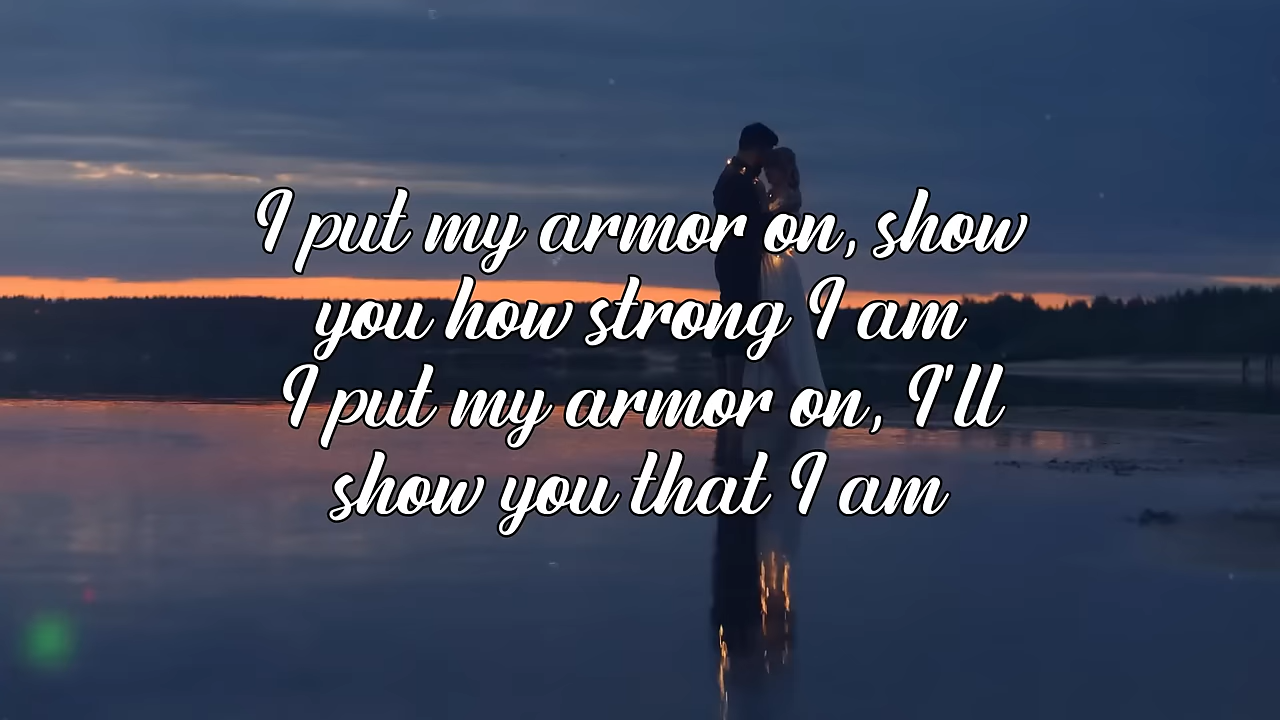 I put my armor on, show
you how strong I am
I put my armor on, I'll
show you that I am